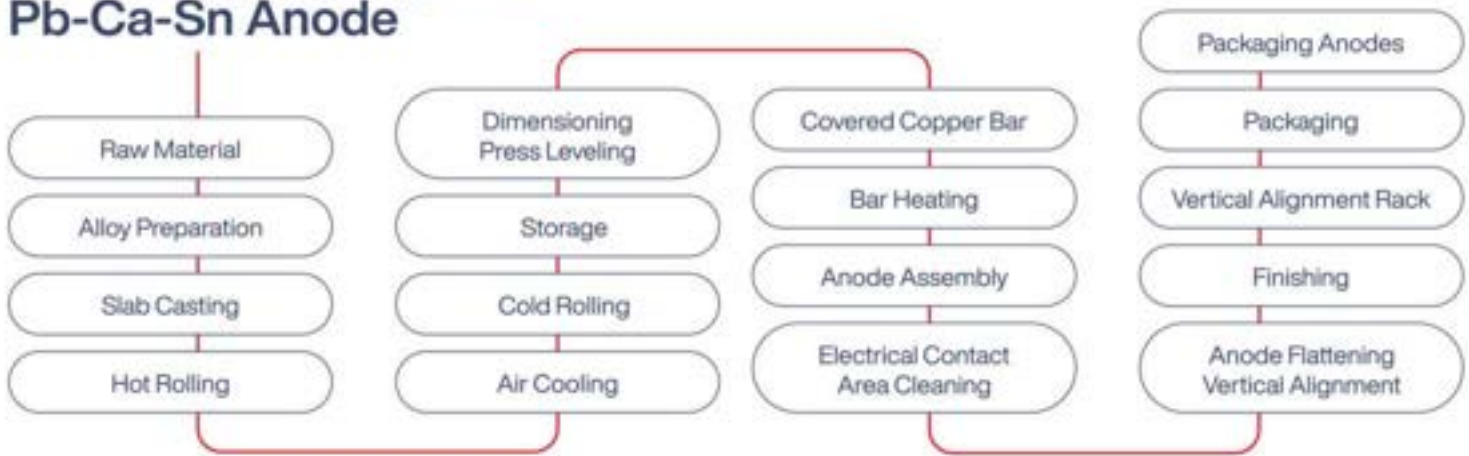 Pb-Ca-Sn Anode
Raw Material
Alloy Preparation
Slab Casting
Hot Rolling
Air Cooling
Cold Rolling
Storage
Dimensioning
Press Leveling
Covered Copper Bar
Bar Heating
Anode Assembly
Electrical Contact
Area Cleaning
Anode Flattening
Vertical Alignment
Finishing
Vertical Alignment Rack
Packaging
Packaging Anodes